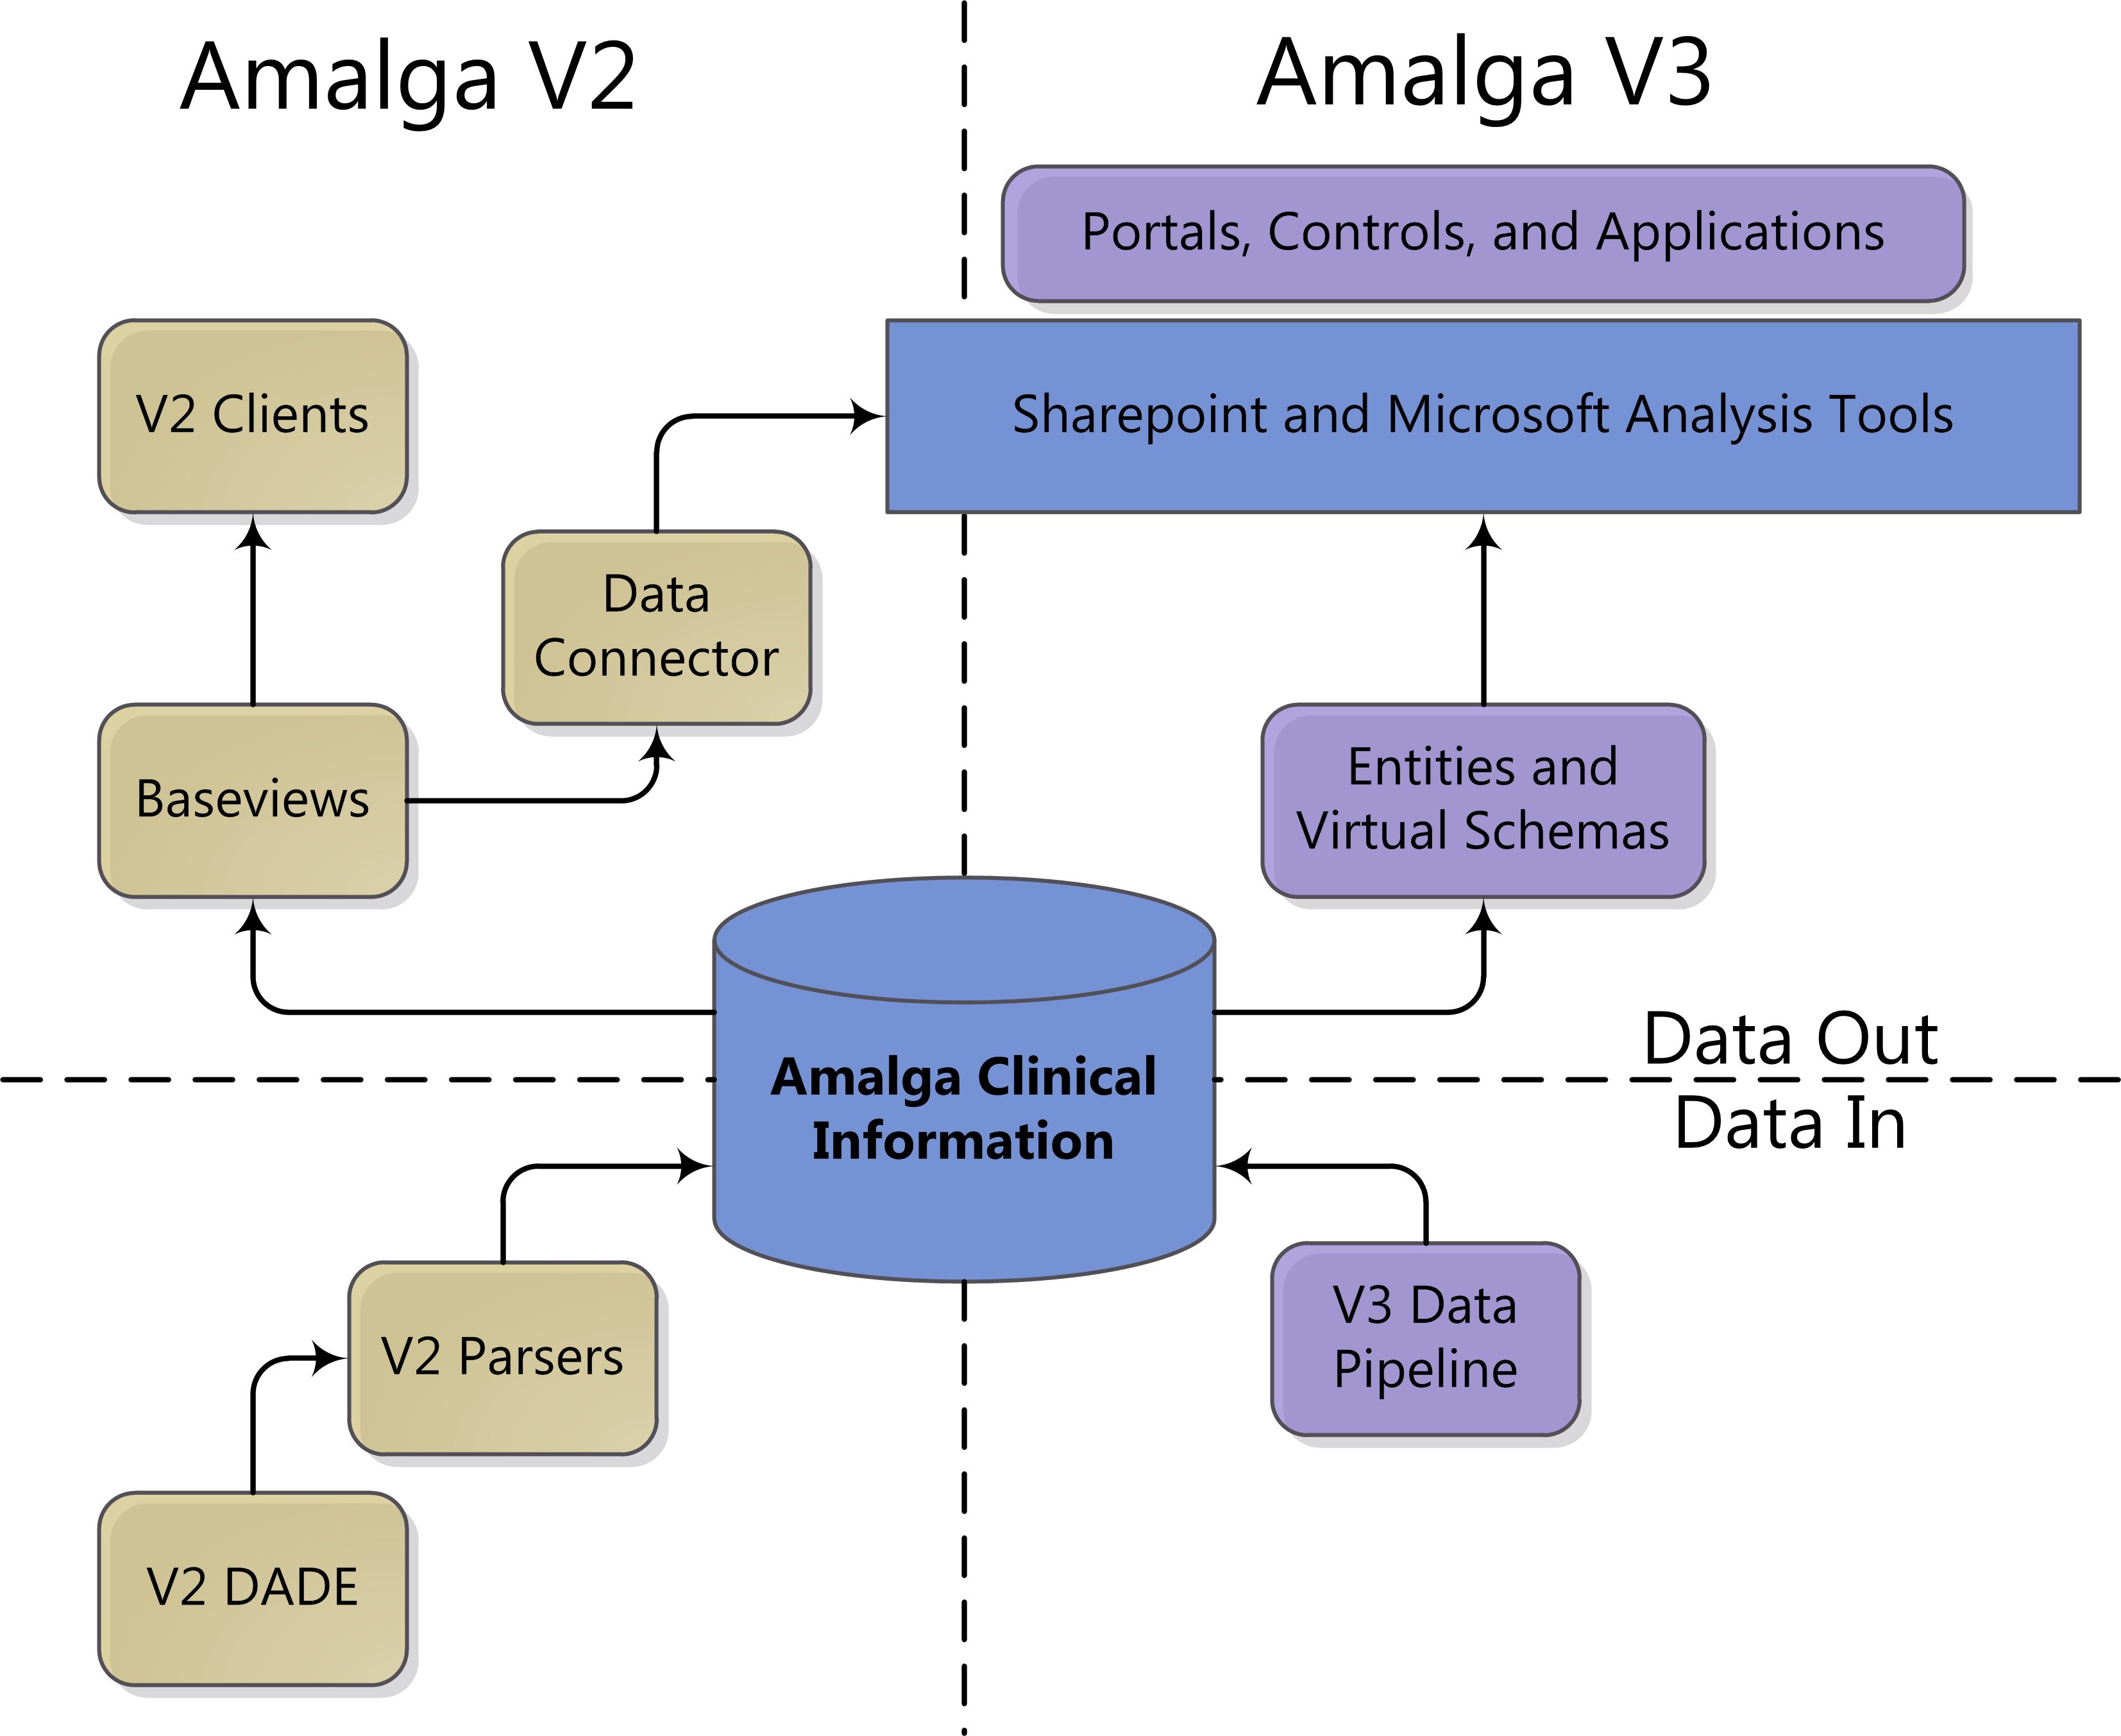 Amalga V2
Amalga V3
Portals, Controls, and Applications
V2 Clients
Sharepoint and Microsoft Analysis Tools
Data
Connector
Baseviews
Entities and
Virtual Schemas
Data Out
Data In
Amalga Clinical
Information
V2 Parsers
V3 Data
Pipeline
V2 DADE